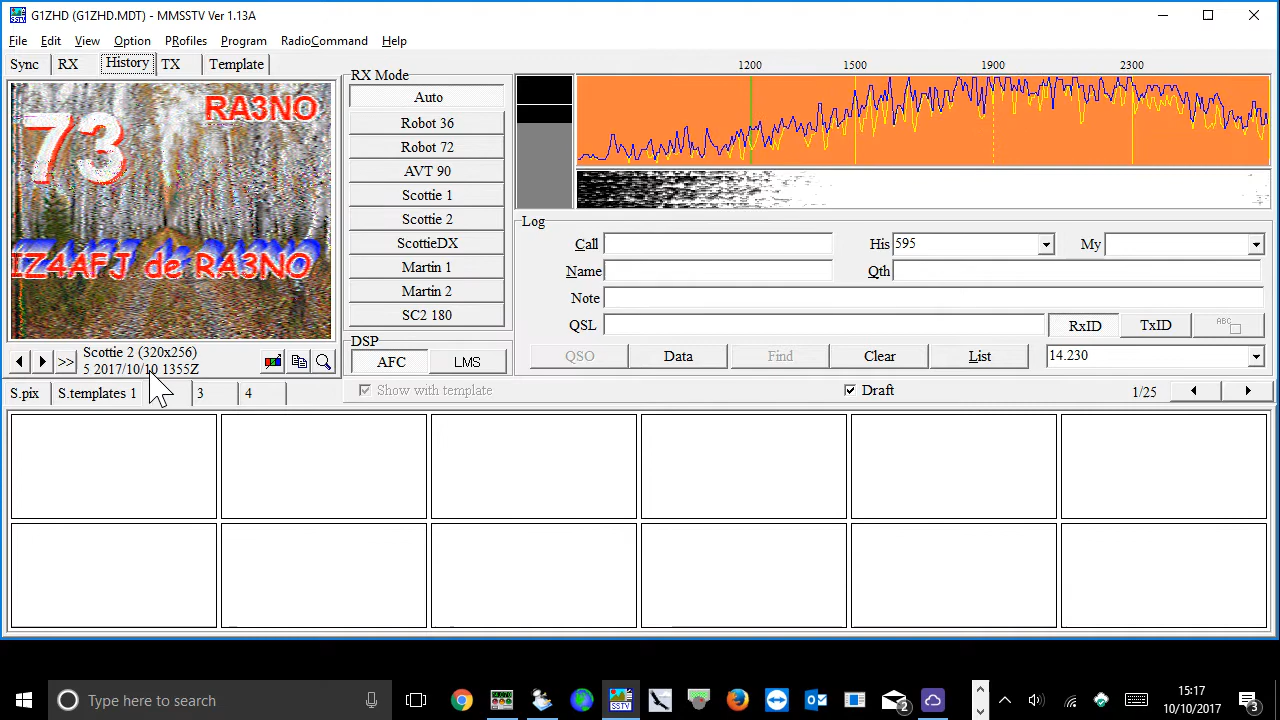 G1ZHD (G1ZHD.MDT) - MMSSTV Ver 1.13A
File Edit View Option PRofiles Program RadioCommand Help
Sync RX History TX Template
RA3NO
73
IZ4AFJ de RA3NO
Scottie 2 (320x256)
5 2017/10/10 1355Z
>>
RX Mode
Auto
Robot 36
Robot 72
AVT 90
Scottie 1
Scottie 2
ScottieDX
Martin 1
Martin 2
SC2 180
DSP
AFC LMS
1200 1500 1900 2300
Log
Call His 595 My
Name Qth
Note
QSL RxID TxID ABC
QSO Data Find Clear List 14.230
S.pix S.templates 1 3 4
Show with template Draft 1/25
Type here to search
SSTV
2
15:17
10/10/2017
3